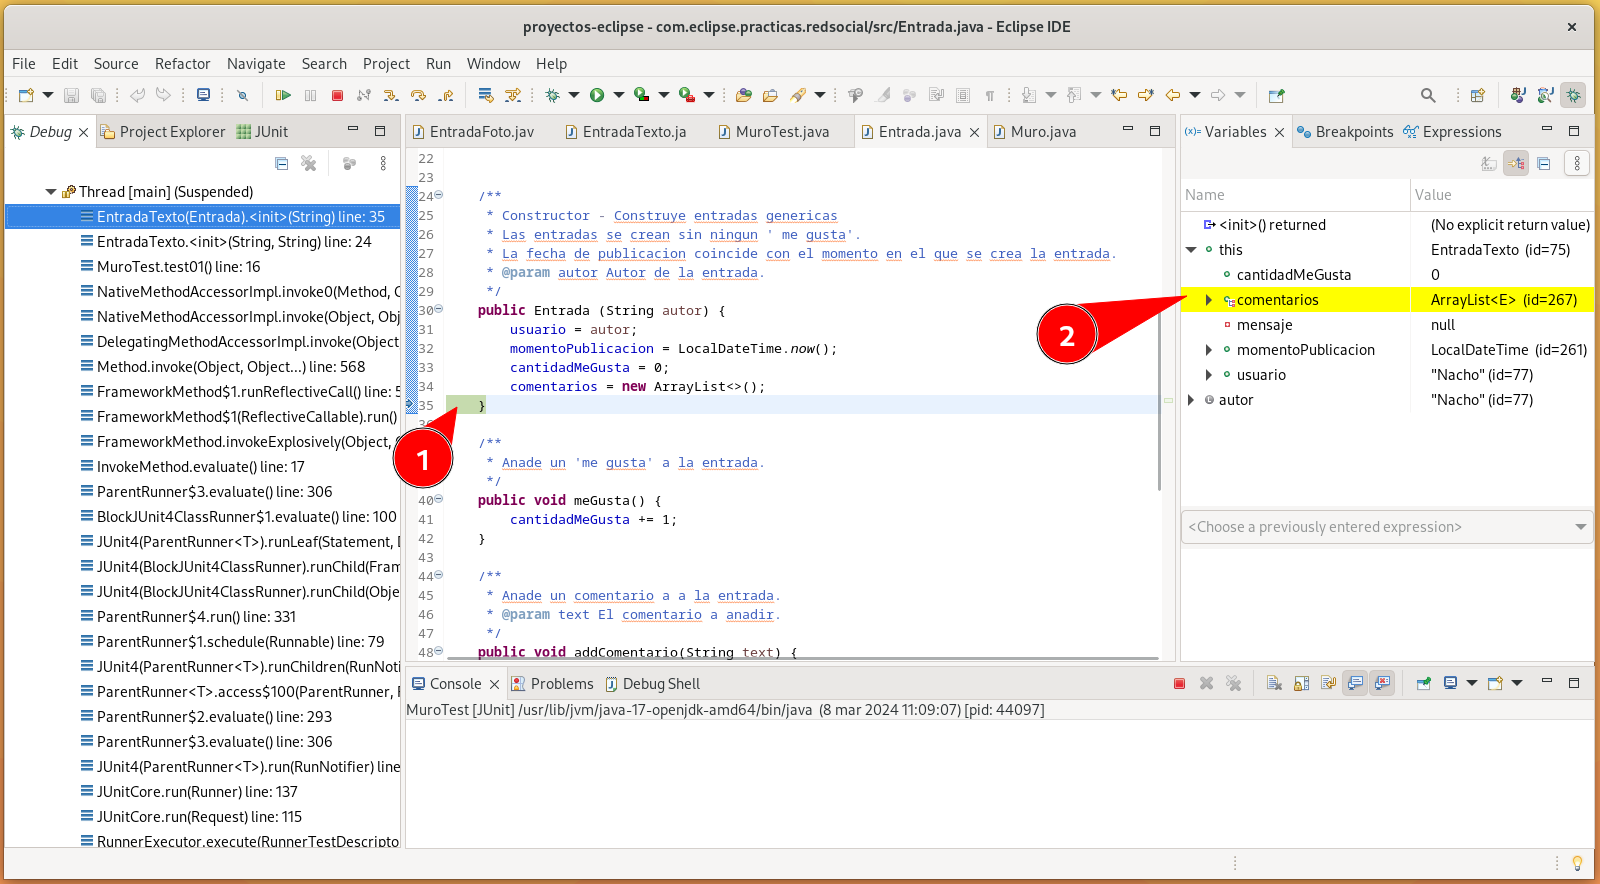 proyectos-eclipse - com.eclipse.practicas.redsocial/src/Entrada.java - Eclipse IDE
File Edit Source Refactor Navigate Search Project Run Window Help
Debug Project Explorer JUnit
Thread [main] (Suspended)
EntradaTexto(Entrada).<init>(String) line: 35
EntradaTexto.<init>(String, String) line: 24
MuroTest.test01() line: 16
NativeMethodAccessorImpl.invoke0(Method, O
NativeMethodAccessorImpl.invoke(Object, Obj
DelegatingMethodAccessorImpl.invoke(Object
Method.invoke(Object, Object...) line: 568
FrameworkMethod$1.runReflectiveCall() line: 5
FrameworkMethod$1(ReflectiveCallable).run()
FrameworkMethod.invokeExplosively(Object,
InvokeMethod.evaluate() line: 17
ParentRunner$3.evaluate() line: 306
BlockJUnit4ClassRunner$1.evaluate() line: 100
JUnit4(ParentRunner<T>).runLeaf(Statement, D
JUnit4(BlockJUnit4ClassRunner).runChild(Fram
JUnit4(BlockJUnit4ClassRunner).runChild(Obje
ParentRunner$4.run() line: 331
ParentRunner$1.schedule(Runnable) line: 79
JUnit4(ParentRunner<T>).runChildren(RunNoti
ParentRunner<T>.access$100(ParentRunner,
ParentRunner$2.evaluate() line: 293
ParentRunner$3.evaluate() line: 306
JUnit4(ParentRunner<T>).run(RunNotifier) line
JUnitCore.run(Runner) line: 137
JUnitCore.run(Request) line: 115
RunnerExecutor.execute(RunnerTestDescripto
EntradaFoto.jav EntradaTexto.ja MuroTest.java Entrada.java Muro.java
22
23
24 /**
25 * Constructor - Construye entradas genericas
26 * Las entradas se crean sin ningun ' me gusta'.
27 * La fecha de publicacion coincide con el momento en el que se crea la entrada.
28 * @param autor Autor de la entrada.
29 */
30 public Entrada (String autor) {
31 usuario = autor;
32 momentoPublicacion = LocalDateTime.now();
33 cantidadMeGusta = 0;
34 comentarios = new ArrayList<>();
35 }
1
/**
* Anade un 'me gusta' a la entrada.
*/
40 public void meGusta() {
41 cantidadMeGusta += 1;
42 }
43
44 /**
45 * Anade un comentario a a la entrada.
46 * @param text El comentario a anadir.
47 */
48 public void addComentario(String text) {
2
(x)= Variables Breakpoints Expressions
Name Value
<init>() returned (No explicit return value)
this EntradaTexto (id=75)
cantidadMeGusta 0
comentarios ArrayList<E> (id=267)
mensaje null
momentoPublicacion LocalDateTime (id=261)
usuario "Nacho" (id=77)
autor "Nacho" (id=77)
<Choose a previously entered expression>
Console Problems Debug Shell
MuroTest [JUnit] /usr/lib/jvm/java-17-openjdk-amd64/bin/java (8 mar 2024 11:09:07) [pid: 44097]